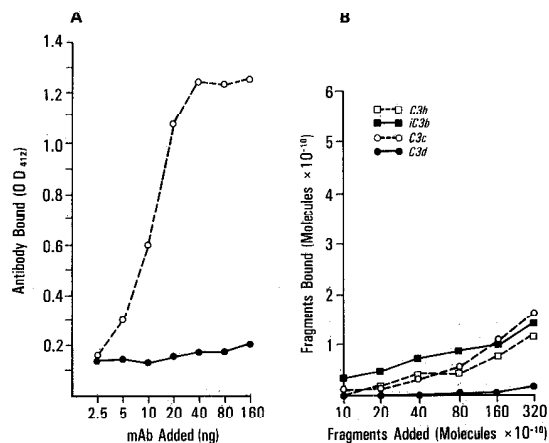 A
1.4
1.2
1.0
0.8
0.6
0.4
0.2
Antibody Bound (O D 412)
2.5 5 10 20 40 80 160
mAb Added (ng)
B
6
5
4
3
2
1
0
Fragments Bound (Molecules ×10⁻¹⁰)
C3b
iC3b
C3c
C3d
10 20 40 80 160 320
Fragments Added (Molecules ×10⁻¹⁰)